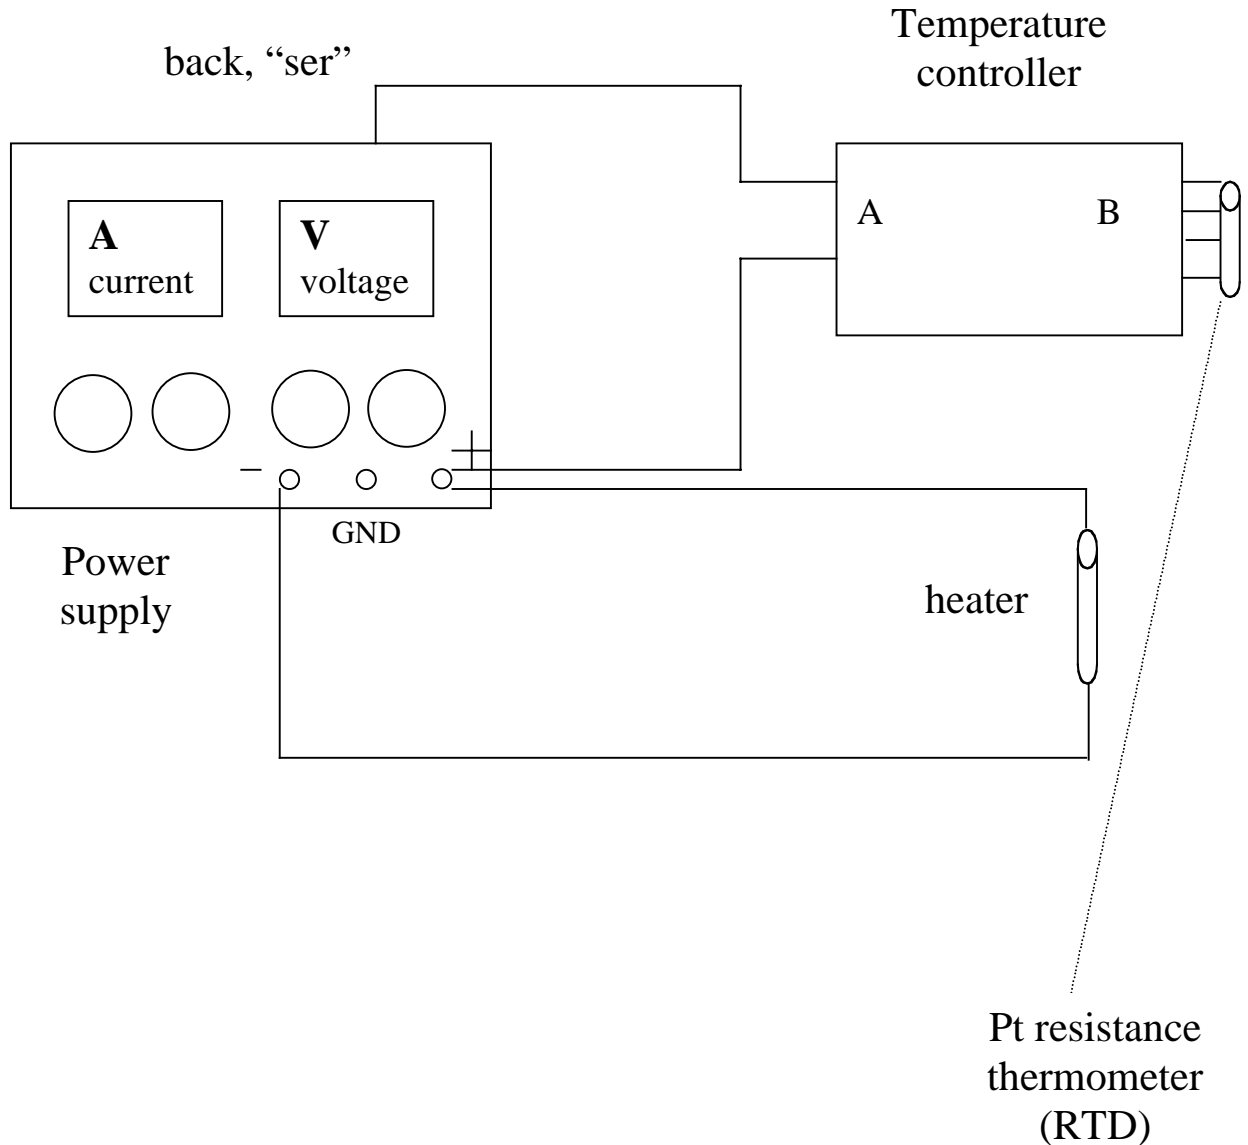 Temperature
controller
back, “ser”
A
current
V
voltage
A
B
–
+
GND
Power
supply
heater
Pt resistance
thermometer
(RTD)